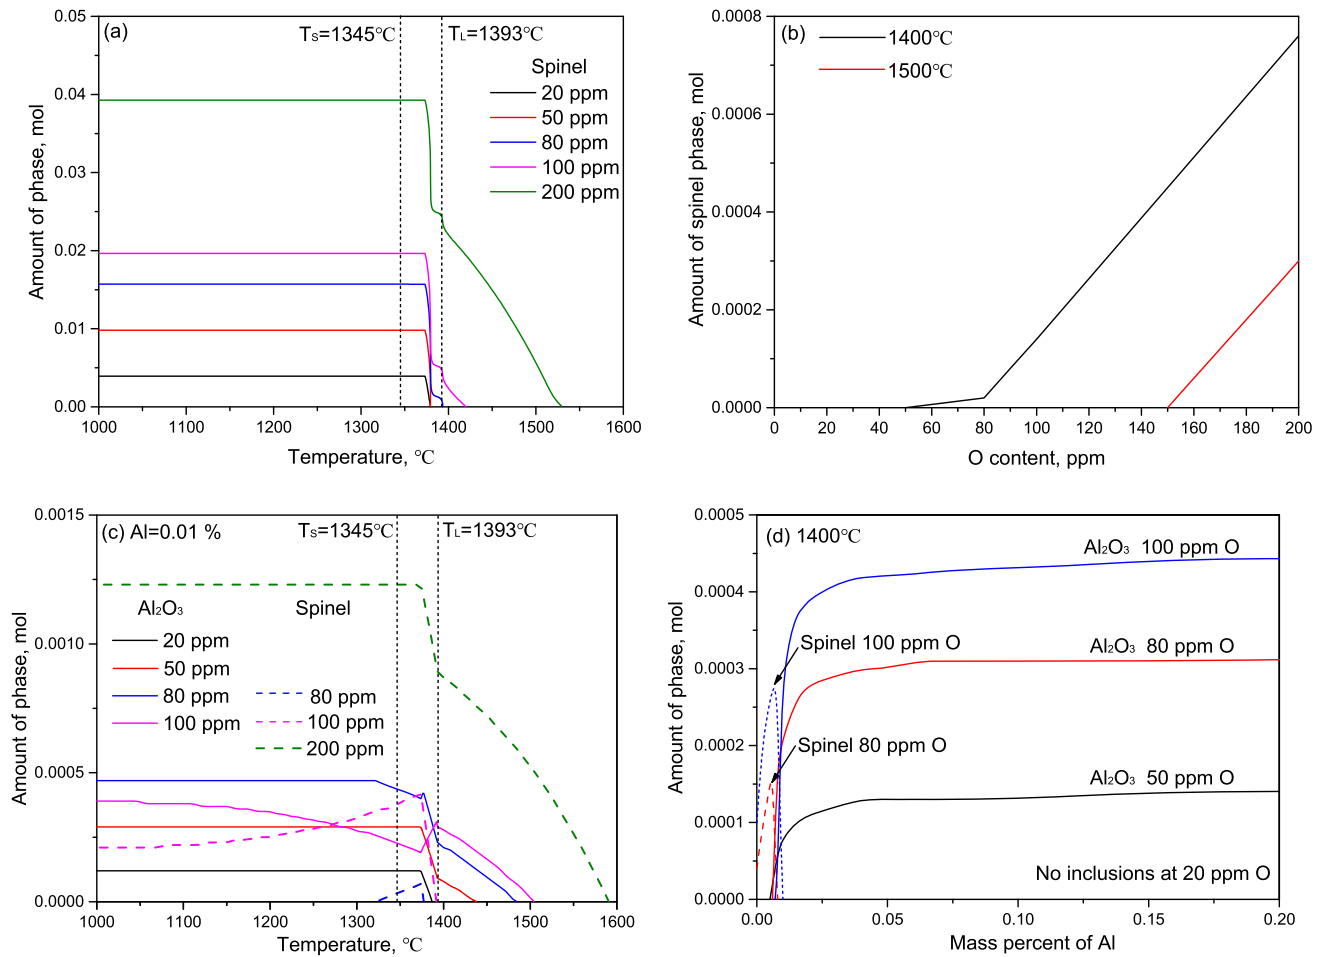 (a)
Tₛ=1345℃
T_L=1393℃
Spinel
20 ppm
50 ppm
80 ppm
100 ppm
200 ppm
0.05
0.04
0.03
0.02
0.01
0.00
Amount of phase, mol
1000 1100 1200 1300 1400 1500 1600
Temperature, ℃
(b)
1400℃
1500℃
0.0008
0.0006
0.0004
0.0002
0.0000
Amount of spinel phase, mol
0 20 40 60 80 100 120 140 160 180 200
O content, ppm
(c) Al=0.01 %
Tₛ=1345℃
T_L=1393℃
Al₂O₃
20 ppm
50 ppm
80 ppm
100 ppm
Spinel
80 ppm
100 ppm
200 ppm
0.0015
0.0010
0.0005
0.0000
Amount of phase, mol
1000 1100 1200 1300 1400 1500 1600
Temperature, ℃
(d) 1400℃
Al₂O₃ 100 ppm O
Spinel 100 ppm O
Al₂O₃ 80 ppm O
Spinel 80 ppm O
Al₂O₃ 50 ppm O
No inclusions at 20 ppm O
0.0005
0.0004
0.0003
0.0002
0.0001
0.0000
Amount of phase, mol
0.00 0.05 0.10 0.15 0.20
Mass percent of Al